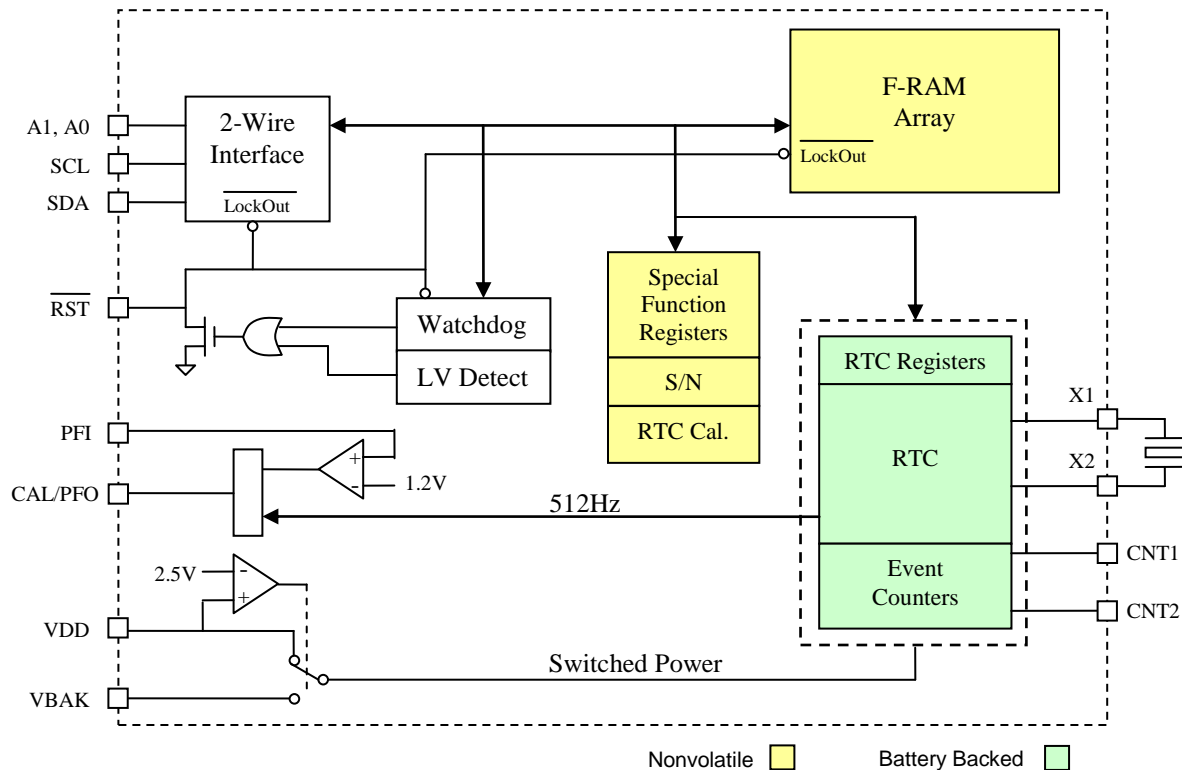 F-RAM
Array
LockOut
A1, A0
SCL
SDA
2-Wire
Interface
LockOut
RST
Watchdog
LV Detect
Special
Function
Registers
S/N
RTC Cal.
RTC Registers
RTC
Event
Counters
X1
X2
CNT1
CNT2
PFI
CAL/PFO
+
-
1.2V
512Hz
2.5V
-
+
VDD
VBAK
Switched Power
Nonvolatile
Battery Backed